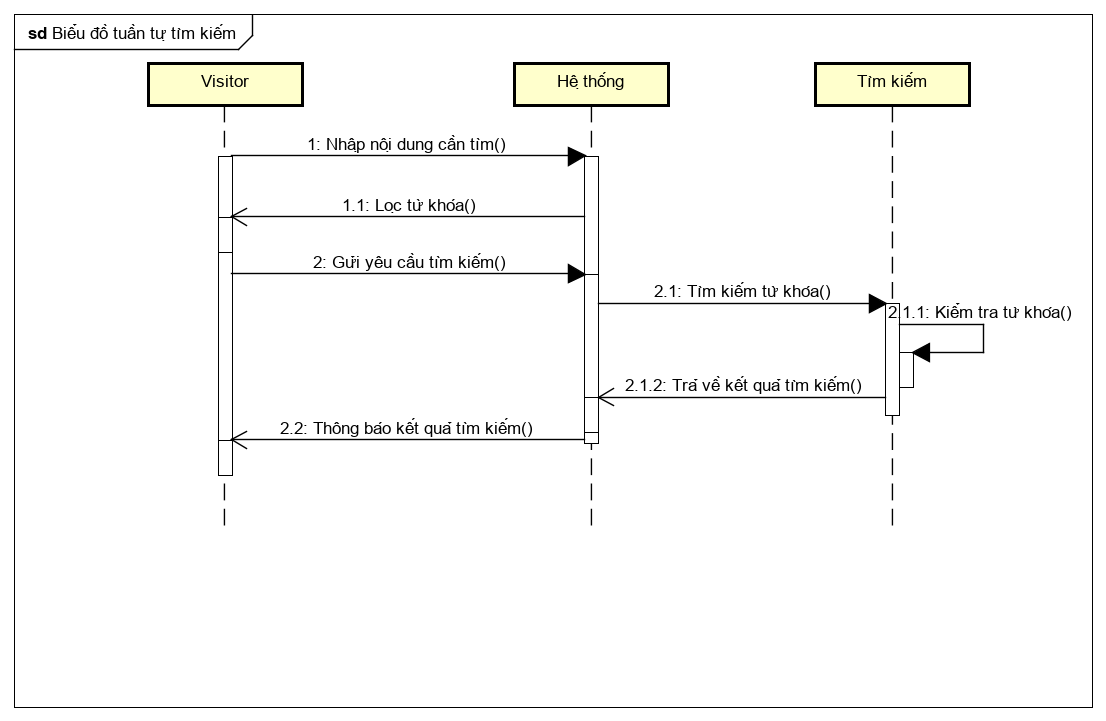 sd Biểu đồ tuần tự tìm kiếm
Visitor
Hệ thống
Tìm kiếm
1: Nhập nội dung cần tìm()
1.1: Lọc từ khóa()
2: Gửi yêu cầu tìm kiếm()
2.1: Tìm kiếm từ khóa()
2.1.1: Kiểm tra từ khóa()
2.1.2: Trả về kết quả tìm kiếm()
2.2: Thông báo kết quả tìm kiếm()